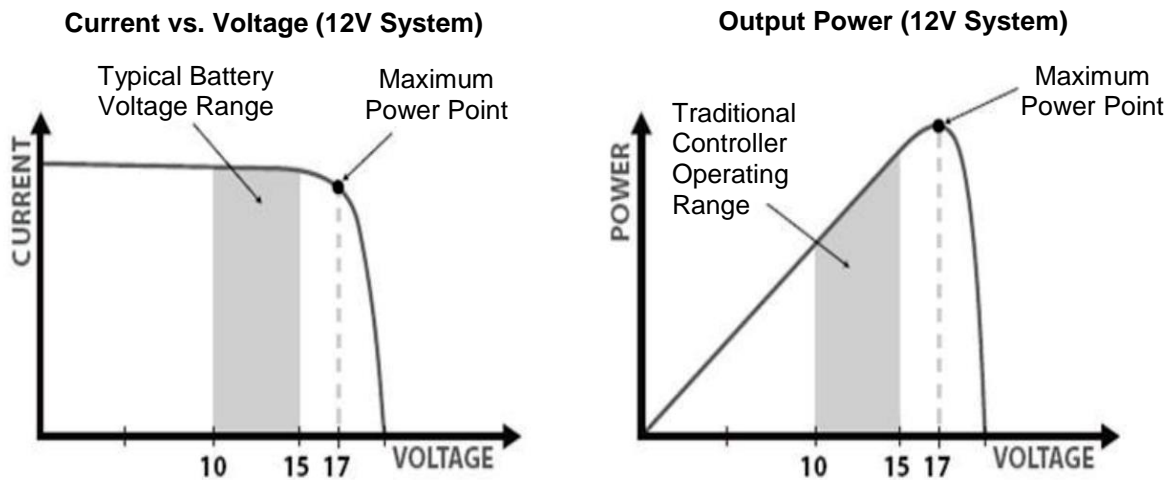 Current vs. Voltage (12V System)
Typical Battery
Voltage Range
Maximum
Power Point
CURRENT
10
15
17
VOLTAGE
Output Power (12V System)
Maximum
Power Point
Traditional
Controller
Operating
Range
POWER
10
15
17
VOLTAGE